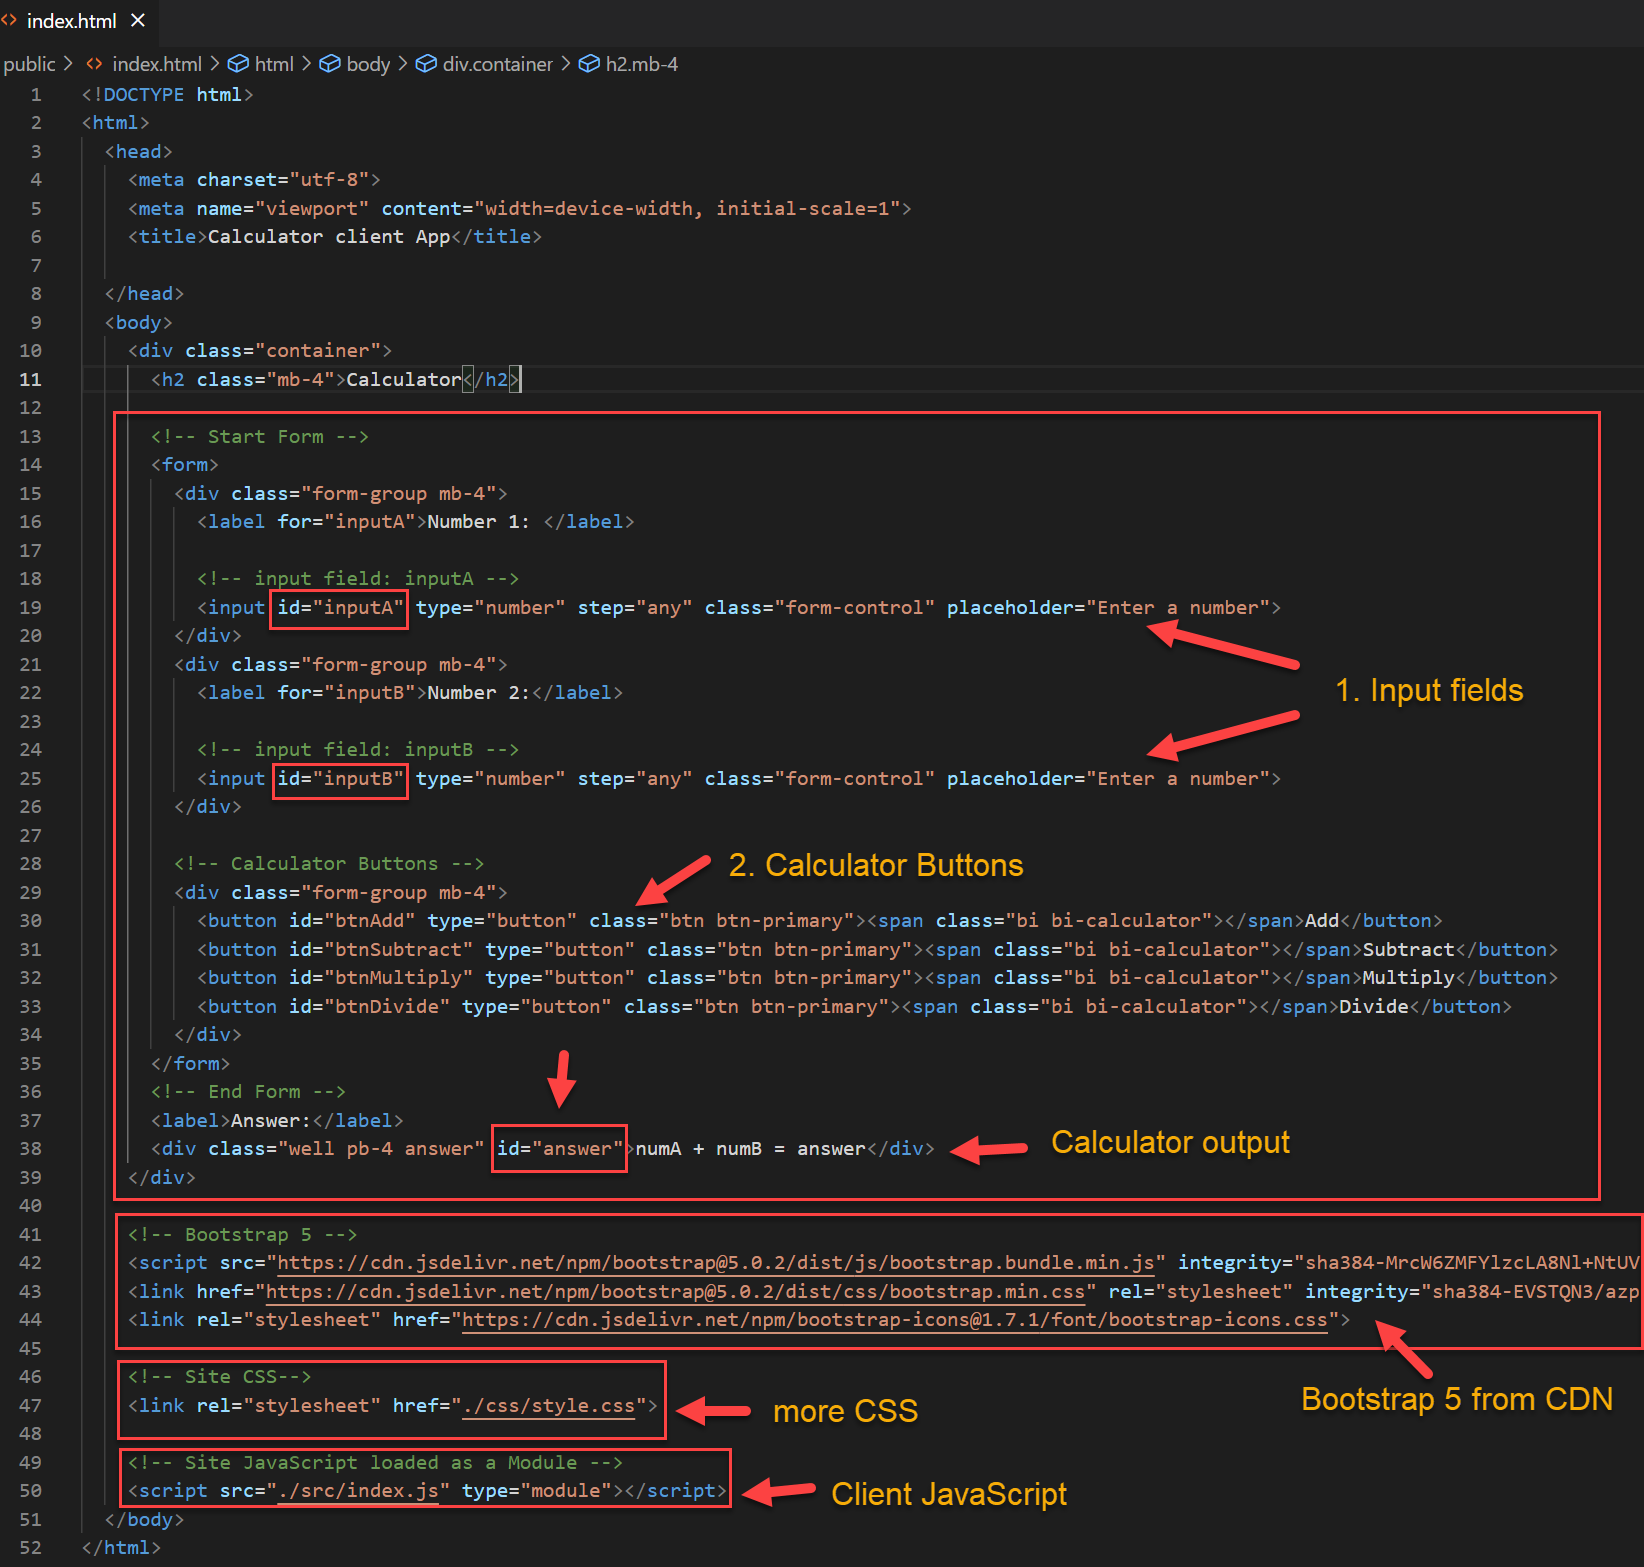 index.html
public > index.html > html > body > div.container > h2.mb-4
1 <!DOCTYPE html>
2 <html>
3 <head>
4 <meta charset="utf-8">
5 <meta name="viewport" content="width=device-width, initial-scale=1">
6 <title>Calculator client App</title>
7
8 </head>
9 <body>
10 <div class="container">
11 <h2 class="mb-4">Calculator</h2>
12
13 <!-- Start Form -->
14 <form>
15 <div class="form-group mb-4">
16 <label for="inputA">Number 1: </label>
17
18 <!-- input field: inputA -->
19 <input id="inputA" type="number" step="any" class="form-control" placeholder="Enter a number">
20 </div>
21 <div class="form-group mb-4">
22 <label for="inputB">Number 2:</label>
1. Input fields
23
24 <!-- input field: inputB -->
25 <input id="inputB" type="number" step="any" class="form-control" placeholder="Enter a number">
26 </div>
27
28 <!-- Calculator Buttons -->
2. Calculator Buttons
29 <div class="form-group mb-4">
30 <button id="btnAdd" type="button" class="btn btn-primary"><span class="bi bi-calculator"></span>Add</button>
31 <button id="btnSubtract" type="button" class="btn btn-primary"><span class="bi bi-calculator"></span>Subtract</button>
32 <button id="btnMultiply" type="button" class="btn btn-primary"><span class="bi bi-calculator"></span>Multiply</button>
33 <button id="btnDivide" type="button" class="btn btn-primary"><span class="bi bi-calculator"></span>Divide</button>
34 </div>
35 </form>
36 <!-- End Form -->
37 <label>Answer:</label>
38 <div class="well pb-4 answer" id="answer">numA + numB = answer</div>
Calculator output
39 </div>
40
41 <!-- Bootstrap 5 -->
42 <script src="https://cdn.jsdelivr.net/npm/bootstrap@5.0.2/dist/js/bootstrap.bundle.min.js" integrity="sha384-MrcW6ZMFYlzcLA8Nl+NtUV
43 <link href="https://cdn.jsdelivr.net/npm/bootstrap@5.0.2/dist/css/bootstrap.min.css" rel="stylesheet" integrity="sha384-EVSTQN3/azp
44 <link rel="stylesheet" href="https://cdn.jsdelivr.net/npm/bootstrap-icons@1.7.1/font/bootstrap-icons.css">
45
46 <!-- Site CSS-->
Bootstrap 5 from CDN
47 <link rel="stylesheet" href="./css/style.css">
more CSS
48
49 <!-- Site JavaScript loaded as a Module -->
50 <script src="./src/index.js" type="module"></script>
Client JavaScript
51 </body>
52 </html>